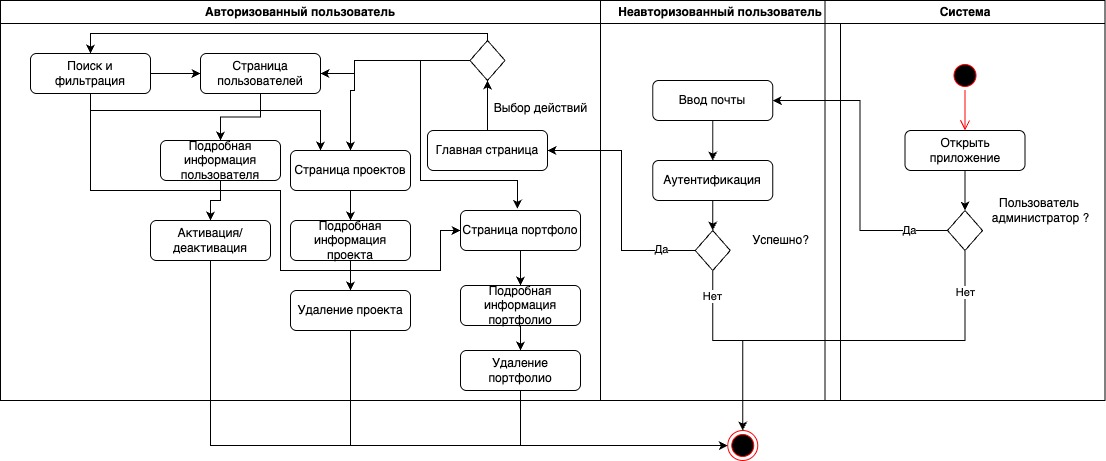 Авторизованный пользователь
Неавторизованный пользователь
Система
Поиск и
фильтрация
Страница
пользователей
Выбор действий
Главная страница
Подробная
информация
пользователя
Страница проектов
Активация/
деактивация
Подробная
информация
проекта
Страница портфоло
Удаление проекта
Подробная
информация
портфолио
Удаление
портфолио
Ввод почты
Аутентификация
Успешно?
Да
Нет
Открыть
приложение
Пользователь
администратор ?
Да
Нет